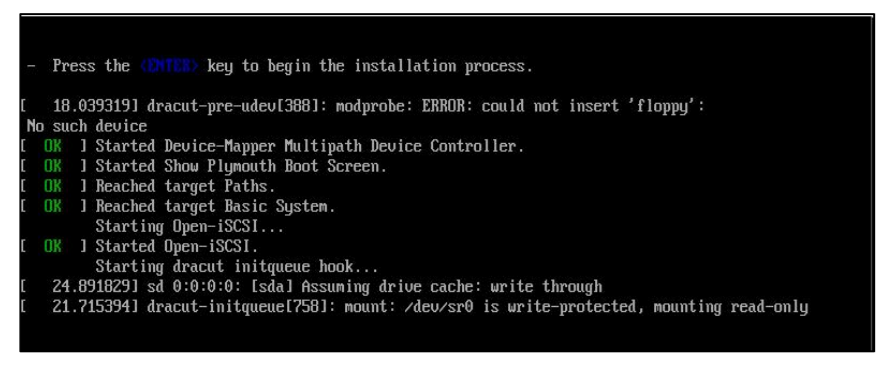 - Press the <ENTER> key to begin the installation process.
[   18.039319] dracut-pre-udev[388]: modprobe: ERROR: could not insert 'floppy':
No such device
[  OK  ] Started Device-Mapper Multipath Device Controller.
[  OK  ] Started Show Plymouth Boot Screen.
[  OK  ] Reached target Paths.
[  OK  ] Reached target Basic System.
Starting Open-iSCSI...
[  OK  ] Started Open-iSCSI.
Starting dracut initqueue hook...
[   24.891829] sd 0:0:0:0: [sda] Assuming drive cache: write through
[   21.715394] dracut-initqueue[758]: mount: /dev/sr0 is write-protected, mounting read-only